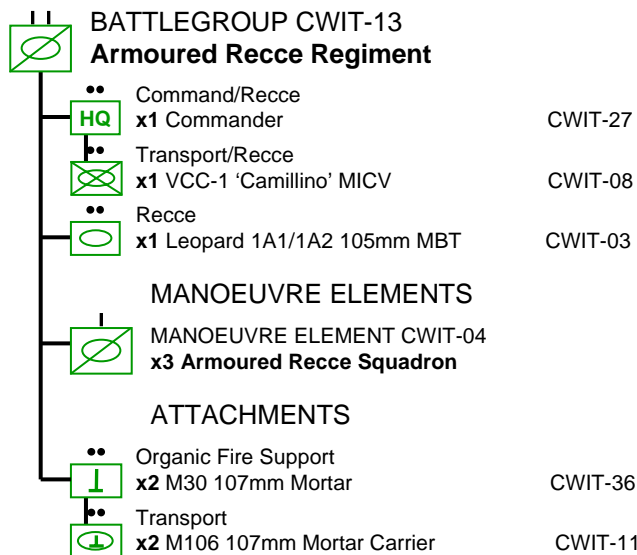 BATTLEGROUP CWIT-13
Armoured Recce Regiment
Command/Recce
HQ x1 Commander CWIT-27
Transport/Recce
x1 VCC-1 ‘Camillino’ MICV CWIT-08
Recce
x1 Leopard 1A1/1A2 105mm MBT CWIT-03
MANOEUVRE ELEMENTS
MANOEUVRE ELEMENT CWIT-04
x3 Armoured Recce Squadron
ATTACHMENTS
Organic Fire Support
x2 M30 107mm Mortar CWIT-36
Transport
x2 M106 107mm Mortar Carrier CWIT-11